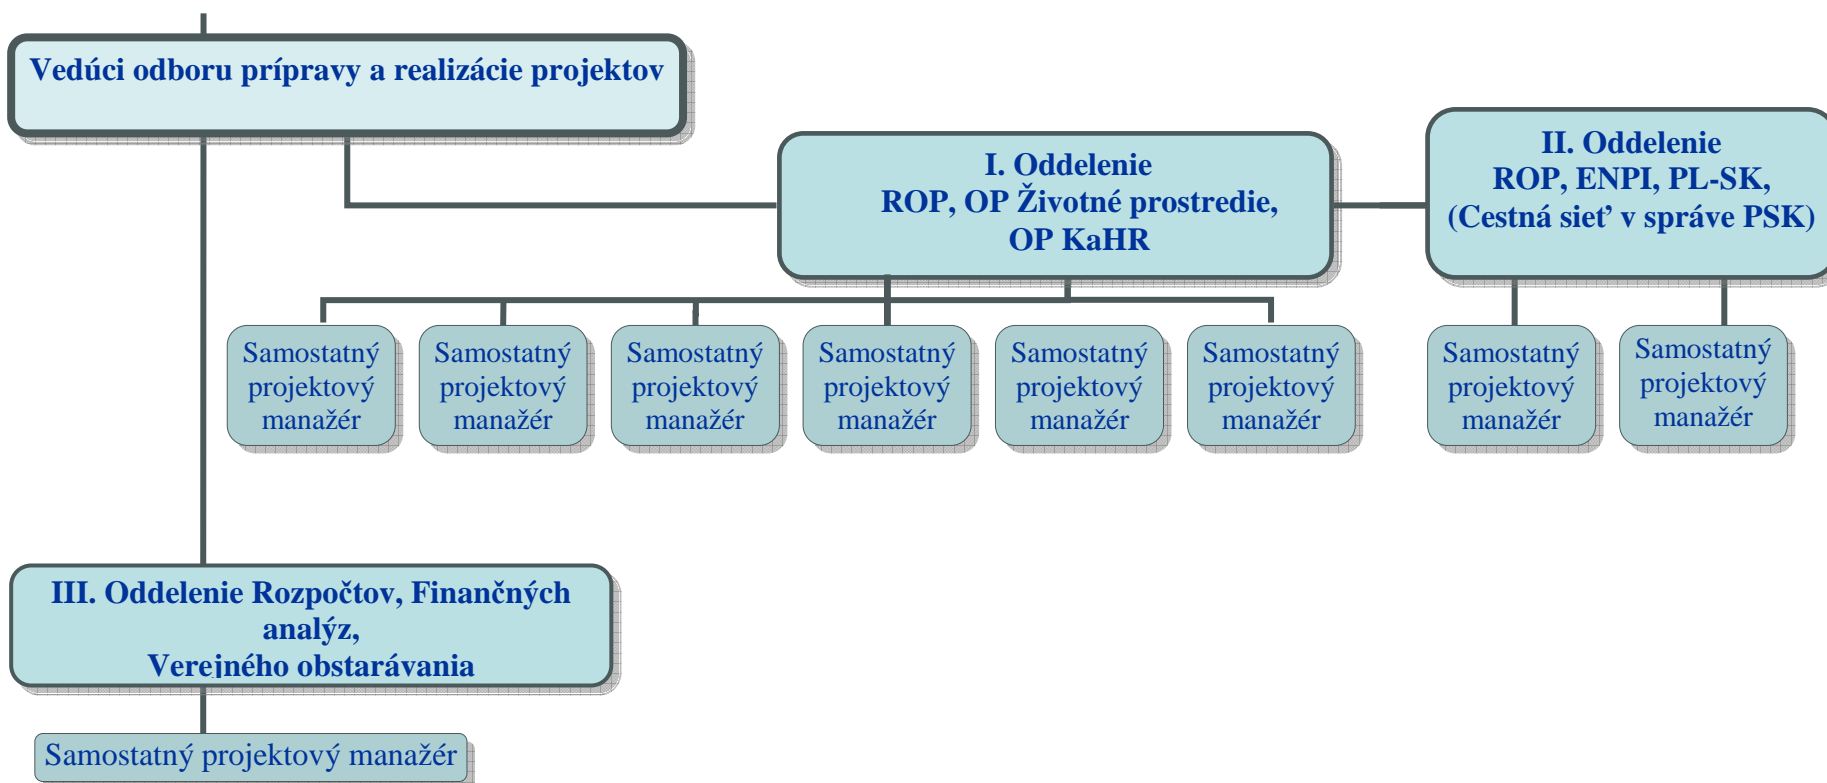 Vedúci odboru prípravy a realizácie projektov
I. Oddelenie
ROP, OP Životné prostredie,
OP KaHR
II. Oddelenie
ROP, ENPI, PL-SK,
(Cestná sieť v správe PSK)
Samostatný
projektový
manažér
Samostatný
projektový
manažér
Samostatný
projektový
manažér
Samostatný
projektový
manažér
Samostatný
projektový
manažér
Samostatný
projektový
manažér
Samostatný
projektový
manažér
Samostatný
projektový
manažér
III. Oddelenie Rozpočtov, Finančných
analýz,
Verejného obstarávania
Samostatný projektový manažér